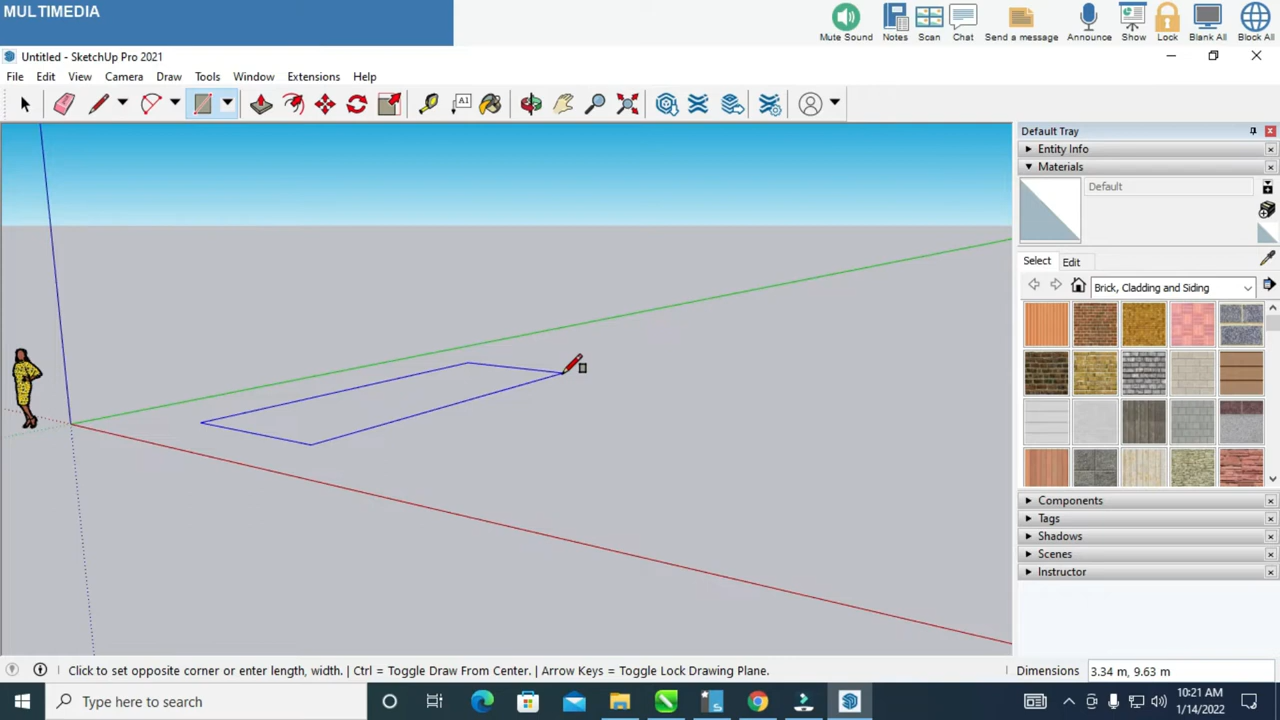 MULTIMEDIA
Mute Sound Notes Scan Chat Send a message Announce Show Lock Blank All Block All
Untitled - SketchUp Pro 2021
File Edit View Camera Draw Tools Window Extensions Help
A1
Default Tray
Entity Info
Materials
Default
Select Edit
Brick, Cladding and Siding
Components
Tags
Shadows
Scenes
Instructor
Click to set opposite corner or enter length, width. | Ctrl = Toggle Draw From Center. | Arrow Keys = Toggle Lock Drawing Plane.
Dimensions 3.34 m, 9.63 m
Type here to search
10:21 AM
1/14/2022